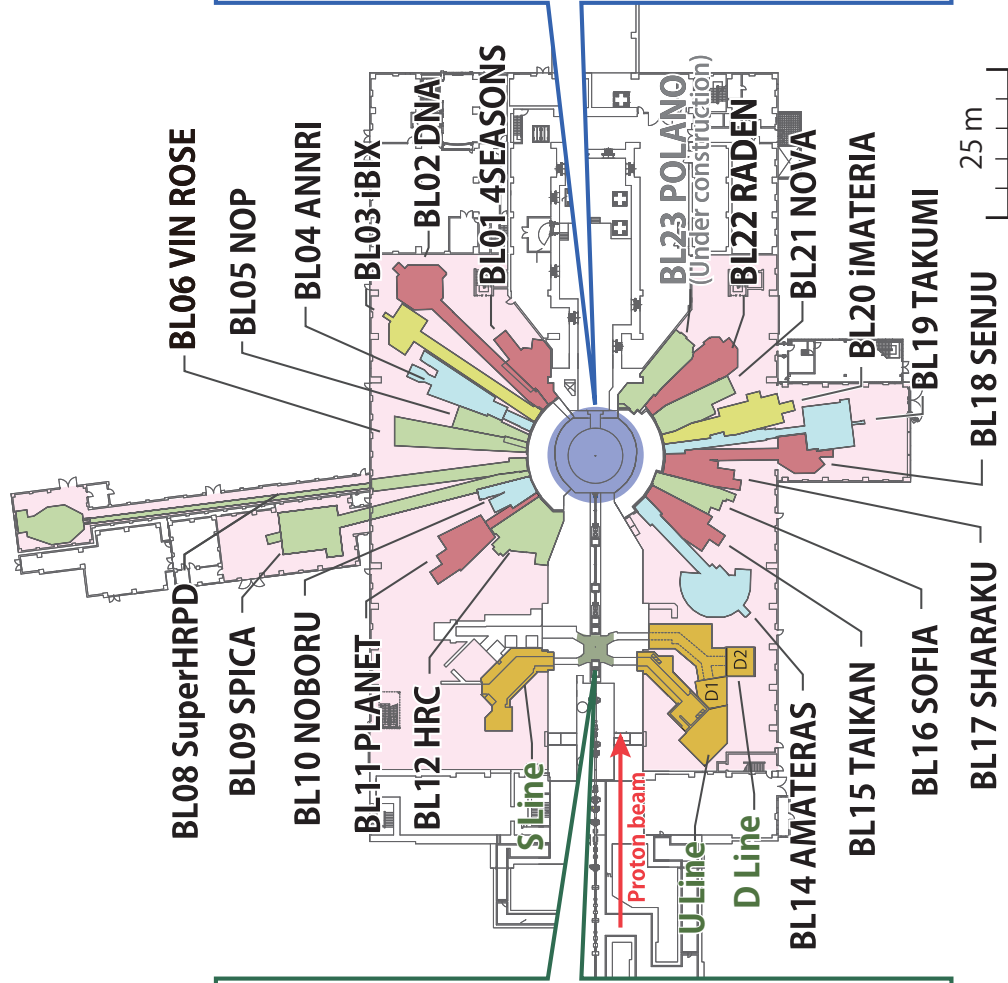 BL06 VIN ROSE
BL05 NOP
BL04 ANNRI
BL03 iBIX
BL02 DNA
BL01 4SEASONS
BL23 POLANO
(Under construction)
BL22 RADEN
BL21 NOVA
BL20 iMATERIA
BL19 TAKUMI
BL18 SENJU
25 m
BL08 SuperHRPD
BL09 SPICA
BL10 NOBORU
BL11 PLANET
BL12 HRC
S Line
Proton beam
U Line
D Line
D1
D2
BL14 AMATERAS
BL15 TAIKAN
BL16 SOFIA
BL17 SHARAKU